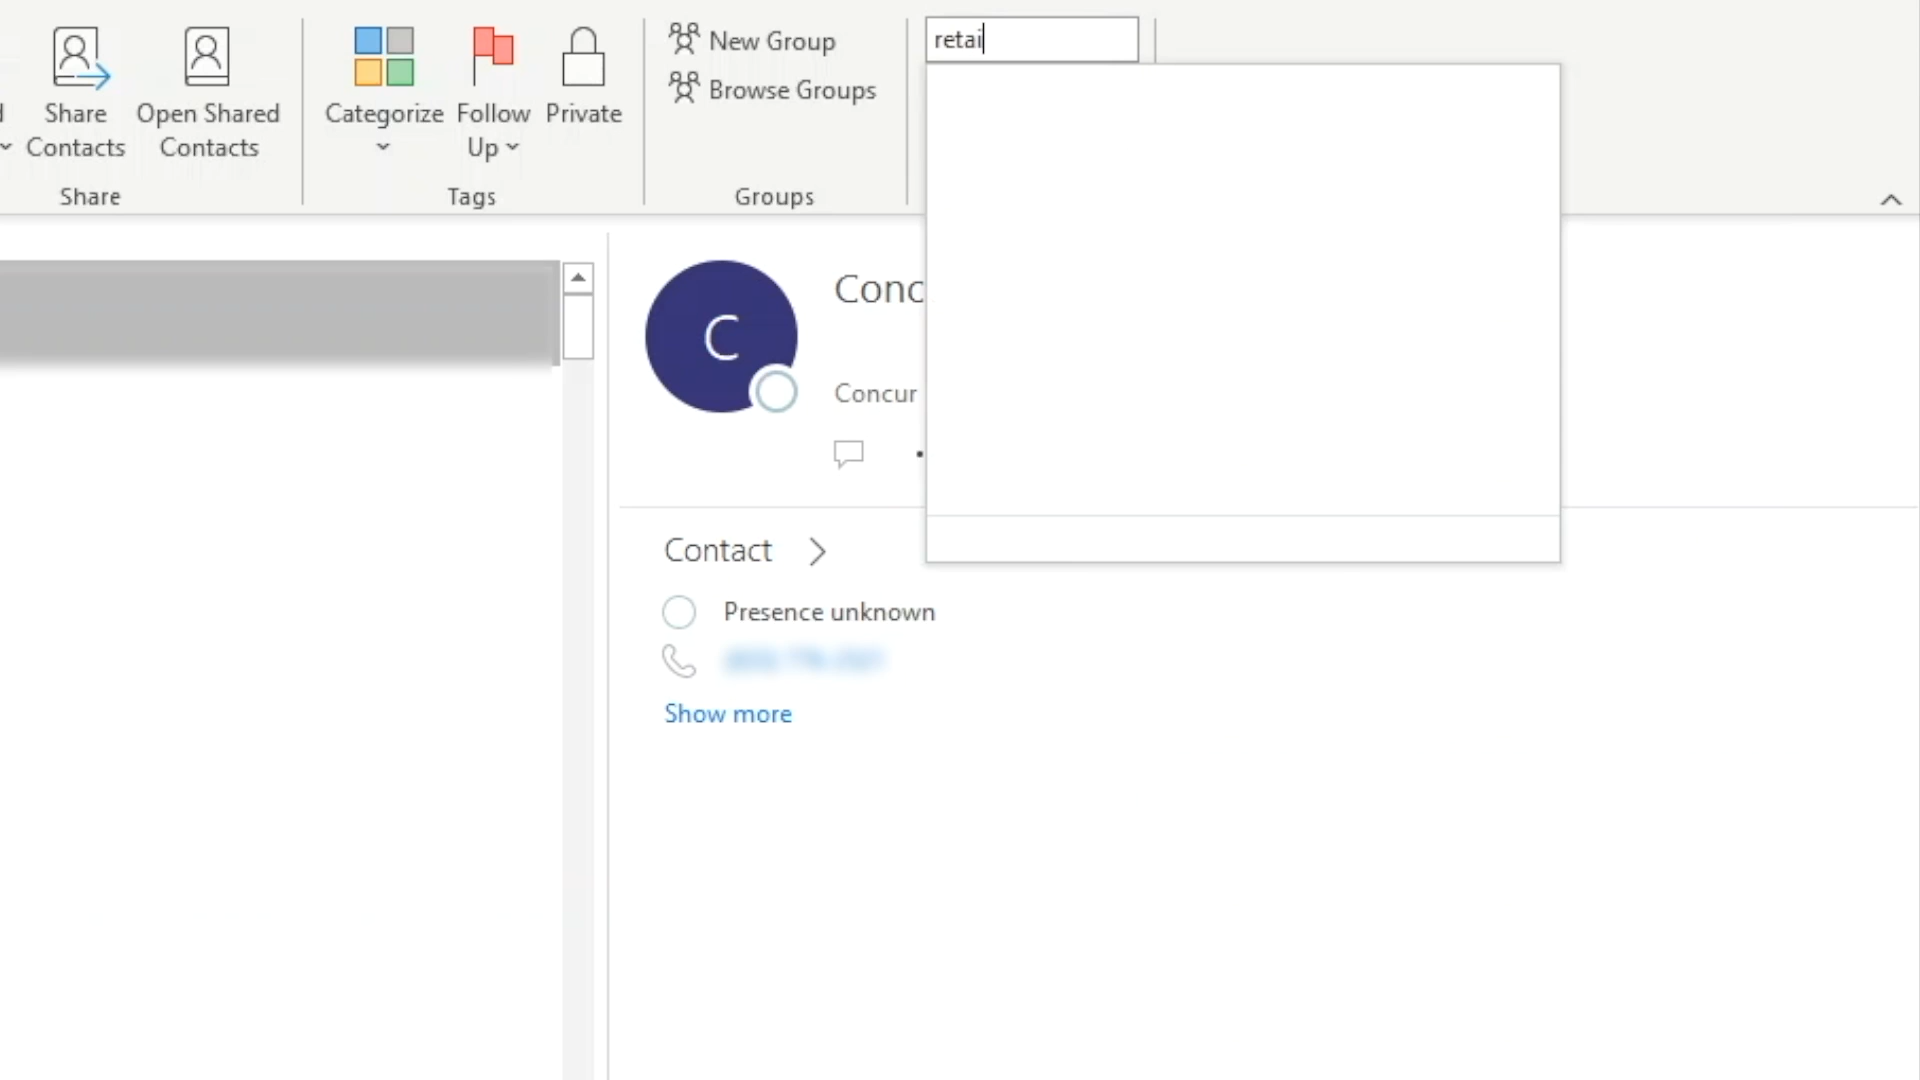 Share
Contacts
Open Shared
Contacts
Share
Categorize
Follow
Up
Private
Tags
New Group
Browse Groups
Groups
retai
C
Conc
Concur
Contact
Presence unknown
Show more